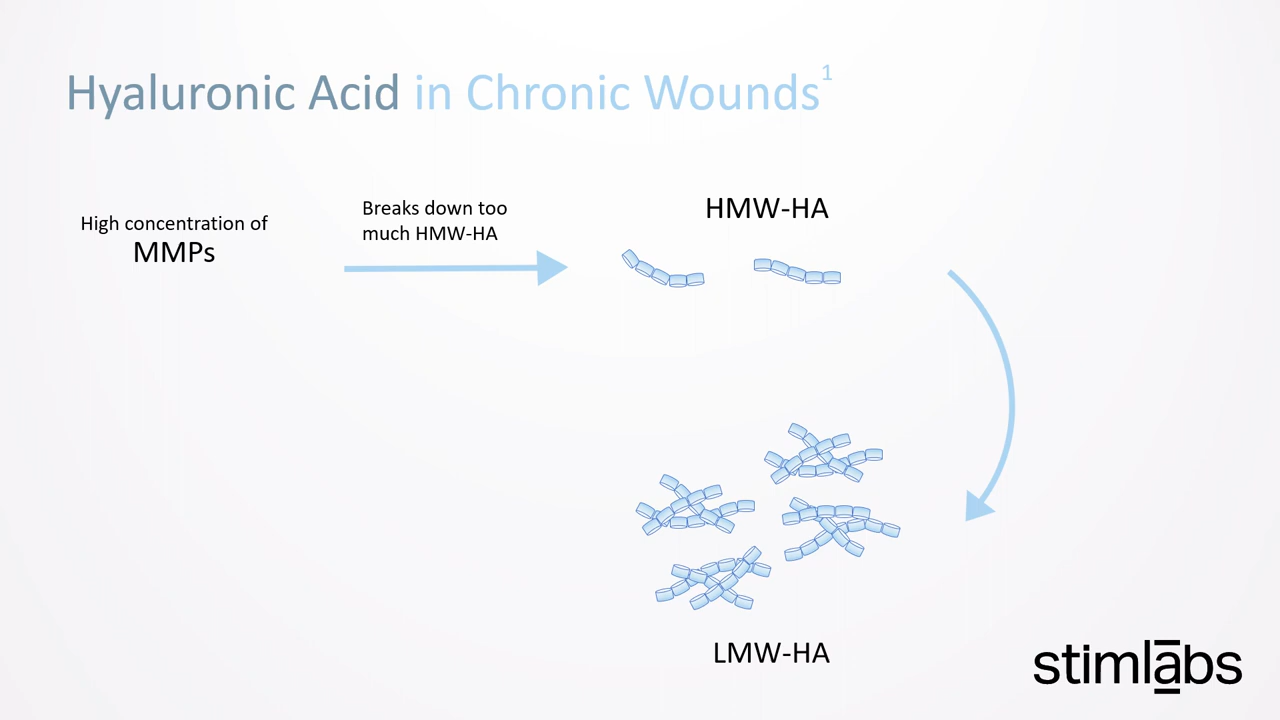 Hyaluronic Acid in Chronic Wounds¹
High concentration of
MMPs
Breaks down too
much HMW-HA
HMW-HA
LMW-HA
stimlabs